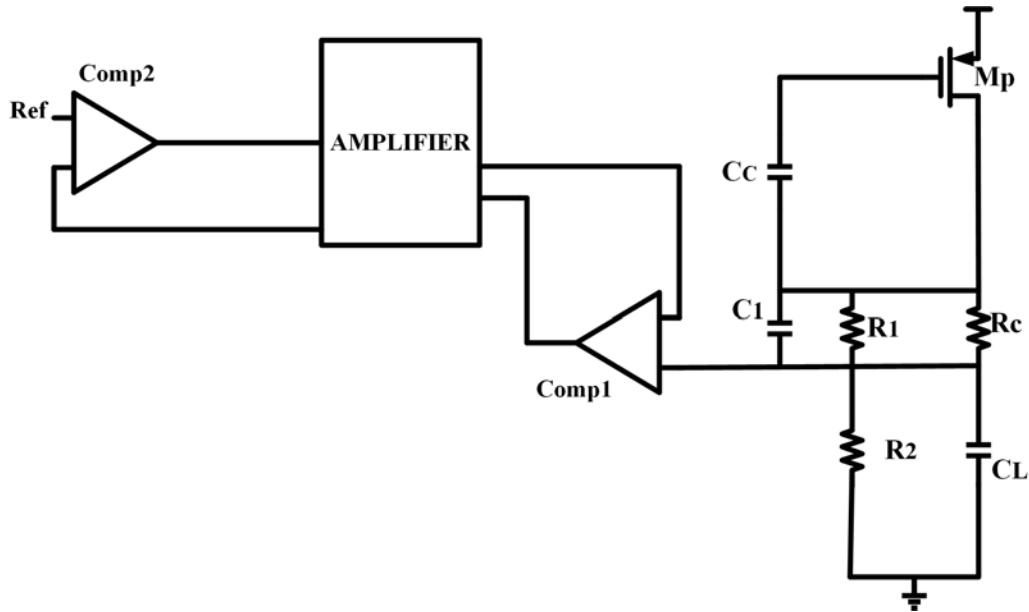 Comp2
Ref
AMPLIFIER
Mp
CC
C1
R1
Rc
Comp1
R2
CL